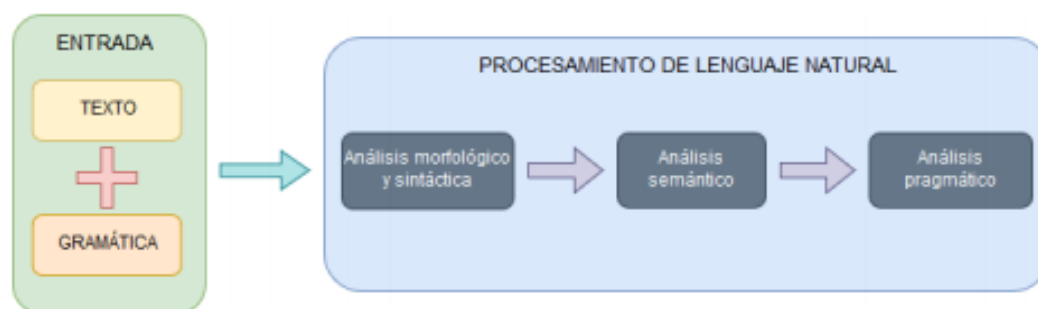 ENTRADA
TEXTO
GRAMÁTICA
PROCESAMIENTO DE LENGUAJE NATURAL
Análisis morfológico
y sintáctica
Análisis
semántico
Análisis
pragmático